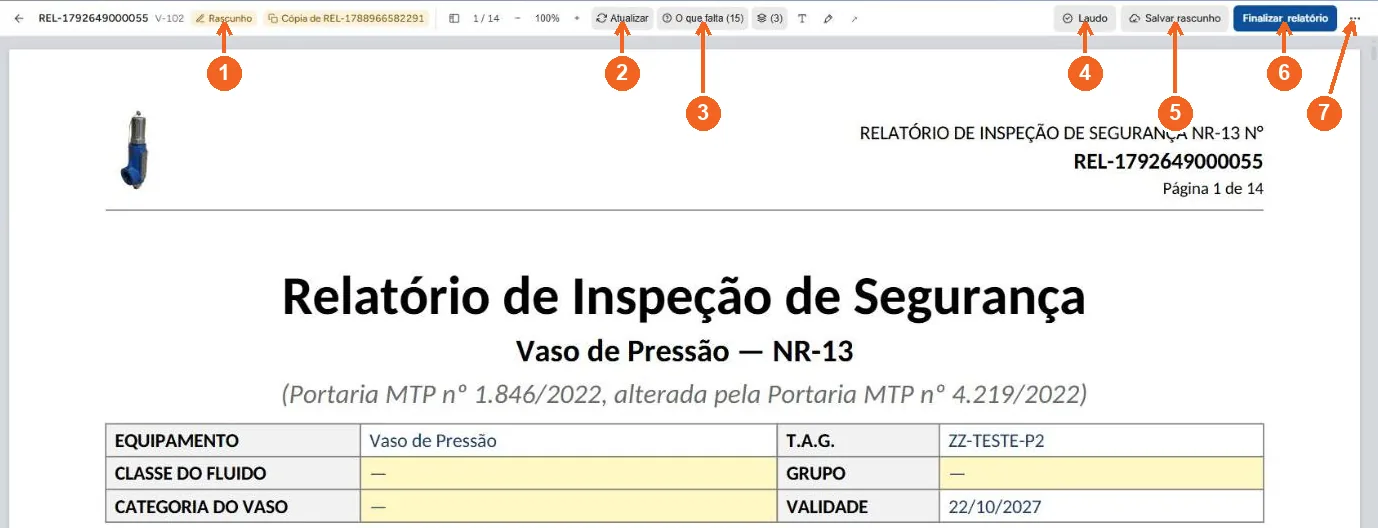 REL-1792649000055 V-102 Rascunho Cópia de REL-1788966582291 1 / 14 − 100% + Atualizar O que falta (15) (3) T Laudo Salvar rascunho Finalizar relatório ...
1 2 3 4 5 6 7
RELATÓRIO DE INSPEÇÃO DE SEGURANÇA NR-13 Nº
REL-1792649000055
Página 1 de 14
Relatório de Inspeção de Segurança
Vaso de Pressão — NR-13
(Portaria MTP nº 1.846/2022, alterada pela Portaria MTP nº 4.219/2022)
EQUIPAMENTO Vaso de Pressão T.A.G. ZZ-TESTE-P2
CLASSE DO FLUIDO — GRUPO —
CATEGORIA DO VASO — VALIDADE 22/10/2027